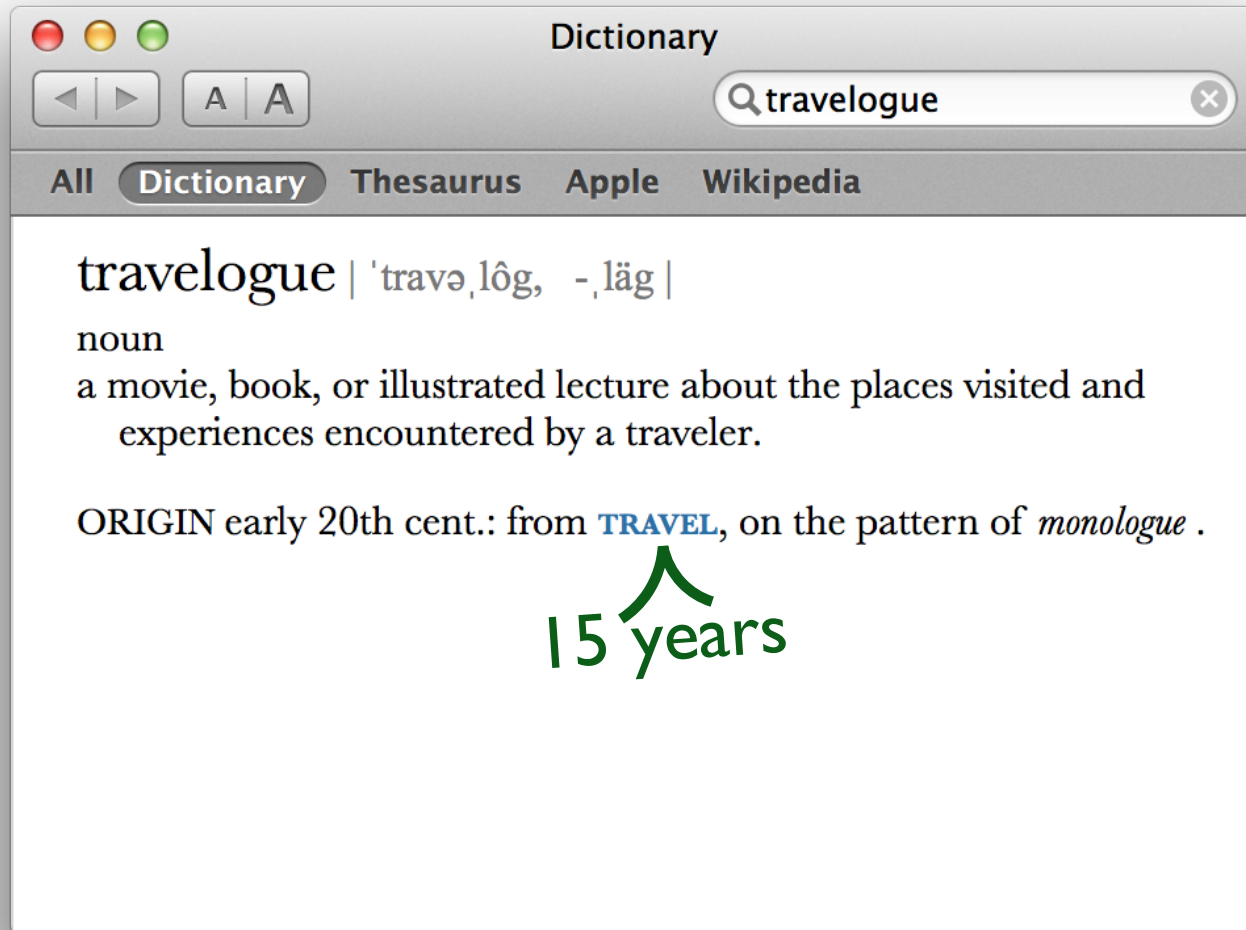 Dictionary
A A
travelogue
All Dictionary Thesaurus Apple Wikipedia
travelogue | ˈtravəˌlôg, -ˌläg |
noun
a movie, book, or illustrated lecture about the places visited and
experiences encountered by a traveler.
ORIGIN early 20th cent.: from TRAVEL, on the pattern of monologue .
15 years